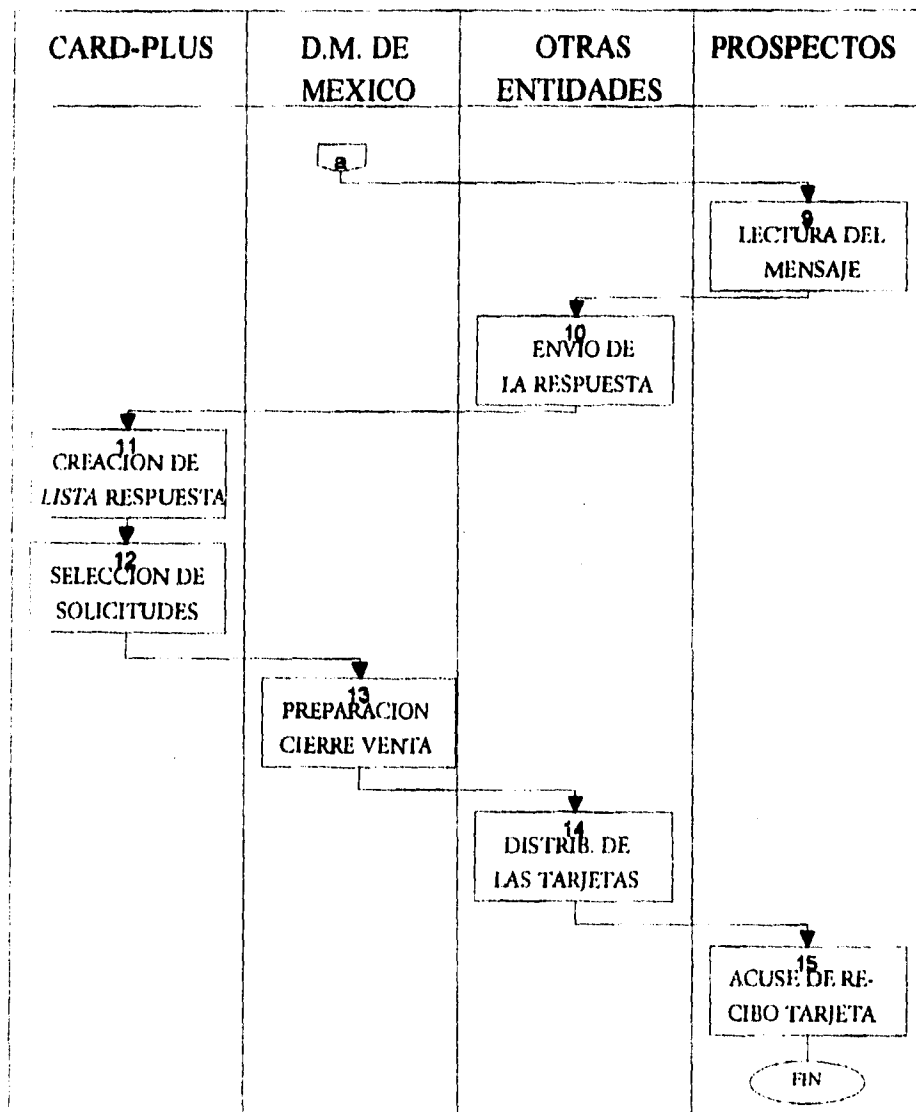 CARD-PLUS
D.M. DE
MEXICO
OTRAS
ENTIDADES
PROSPECTOS
a
9
LECTURA DEL
MENSAJE
10
ENVIO DE
LA RESPUESTA
11
CREACION DE
LISTA RESPUESTA
12
SELECCION DE
SOLICITUDES
13
PREPARACION
CIERRE VENTA
14
DISTRIB. DE
LAS TARJETAS
15
ACUSE DE RE-
CIBO TARJETA
FIN